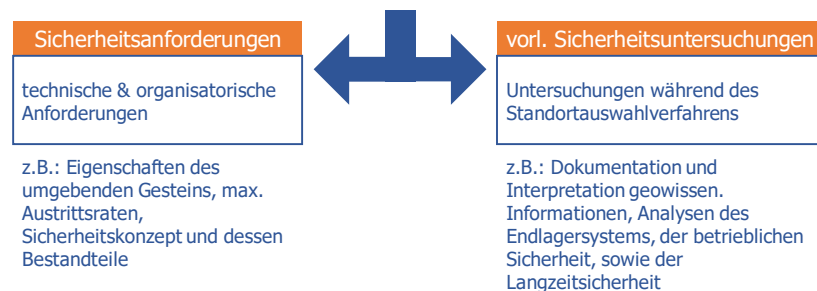 Sicherheitsanforderungen
technische & organisatorische
Anforderungen
z.B.: Eigenschaften des
umgebenden Gesteins, max.
Austrittsraten,
Sicherheitskonzept und dessen
Bestandteile
vorl. Sicherheitsuntersuchungen
Untersuchungen während des
Standortauswahlverfahrens
z.B.: Dokumentation und
Interpretation geowissen.
Informationen, Analysen des
Endlagersystems, der betrieblichen
Sicherheit, sowie der
Langzeitsicherheit